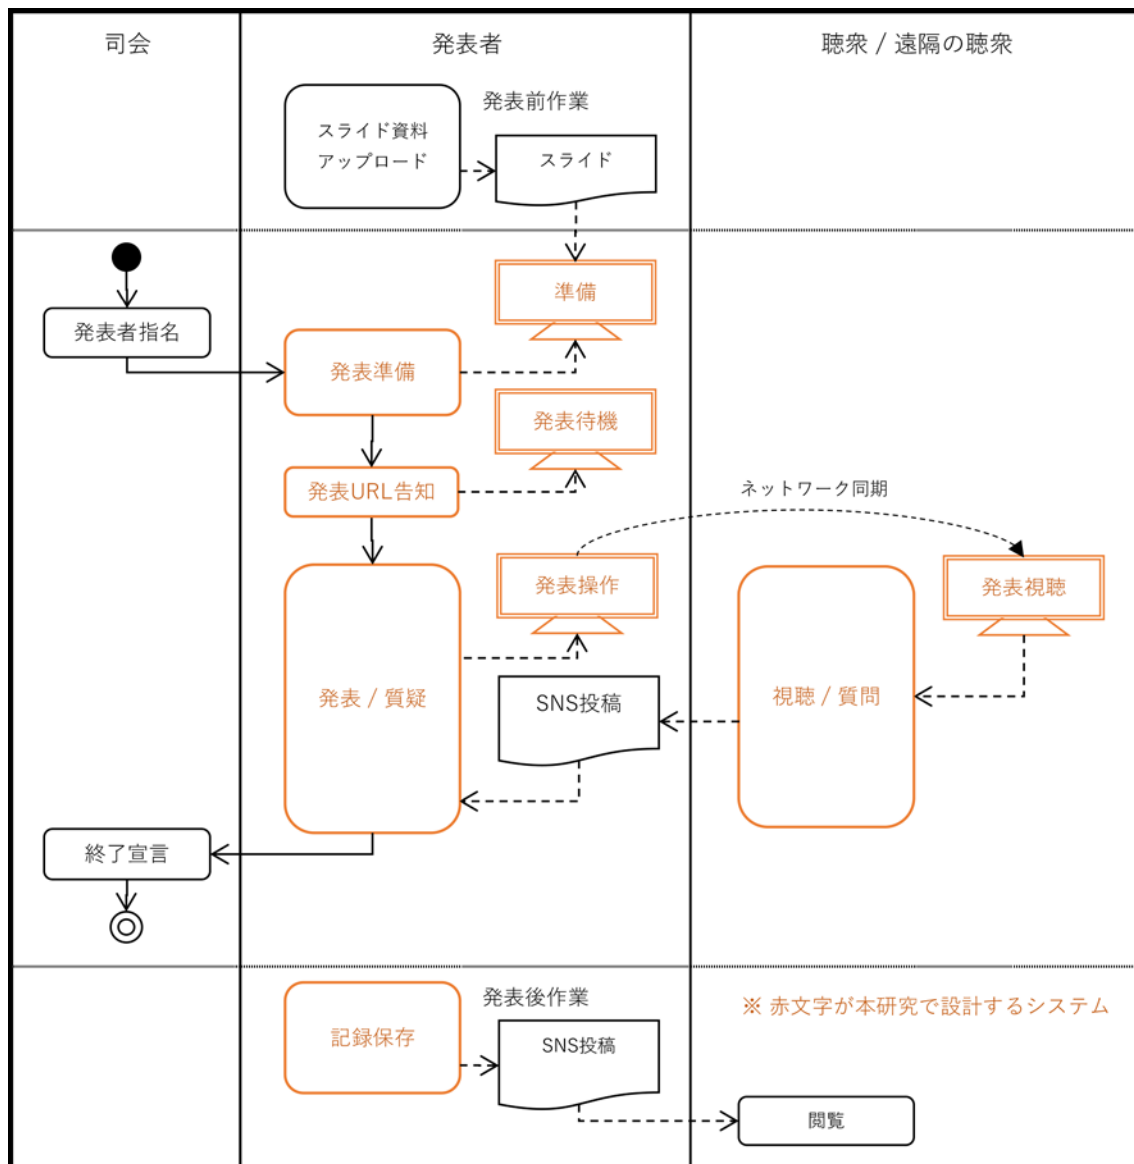 司会
発表者
聴衆 / 遠隔の聴衆
発表前作業
スライド資料
アップロード
スライド
準備
発表者指名
発表準備
発表待機
発表URL告知
ネットワーク同期
発表操作
発表視聴
発表 / 質疑
SNS投稿
視聴 / 質問
終了宣言
発表後作業
※ 赤文字が本研究で設計するシステム
記録保存
SNS投稿
閲覧